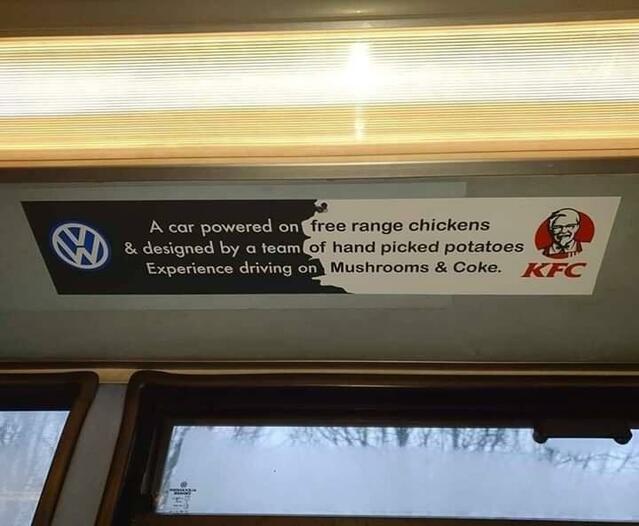 VW
A car powered on free range chickens
& designed by a team of hand picked potatoes
Experience driving on Mushrooms & Coke.
KFC